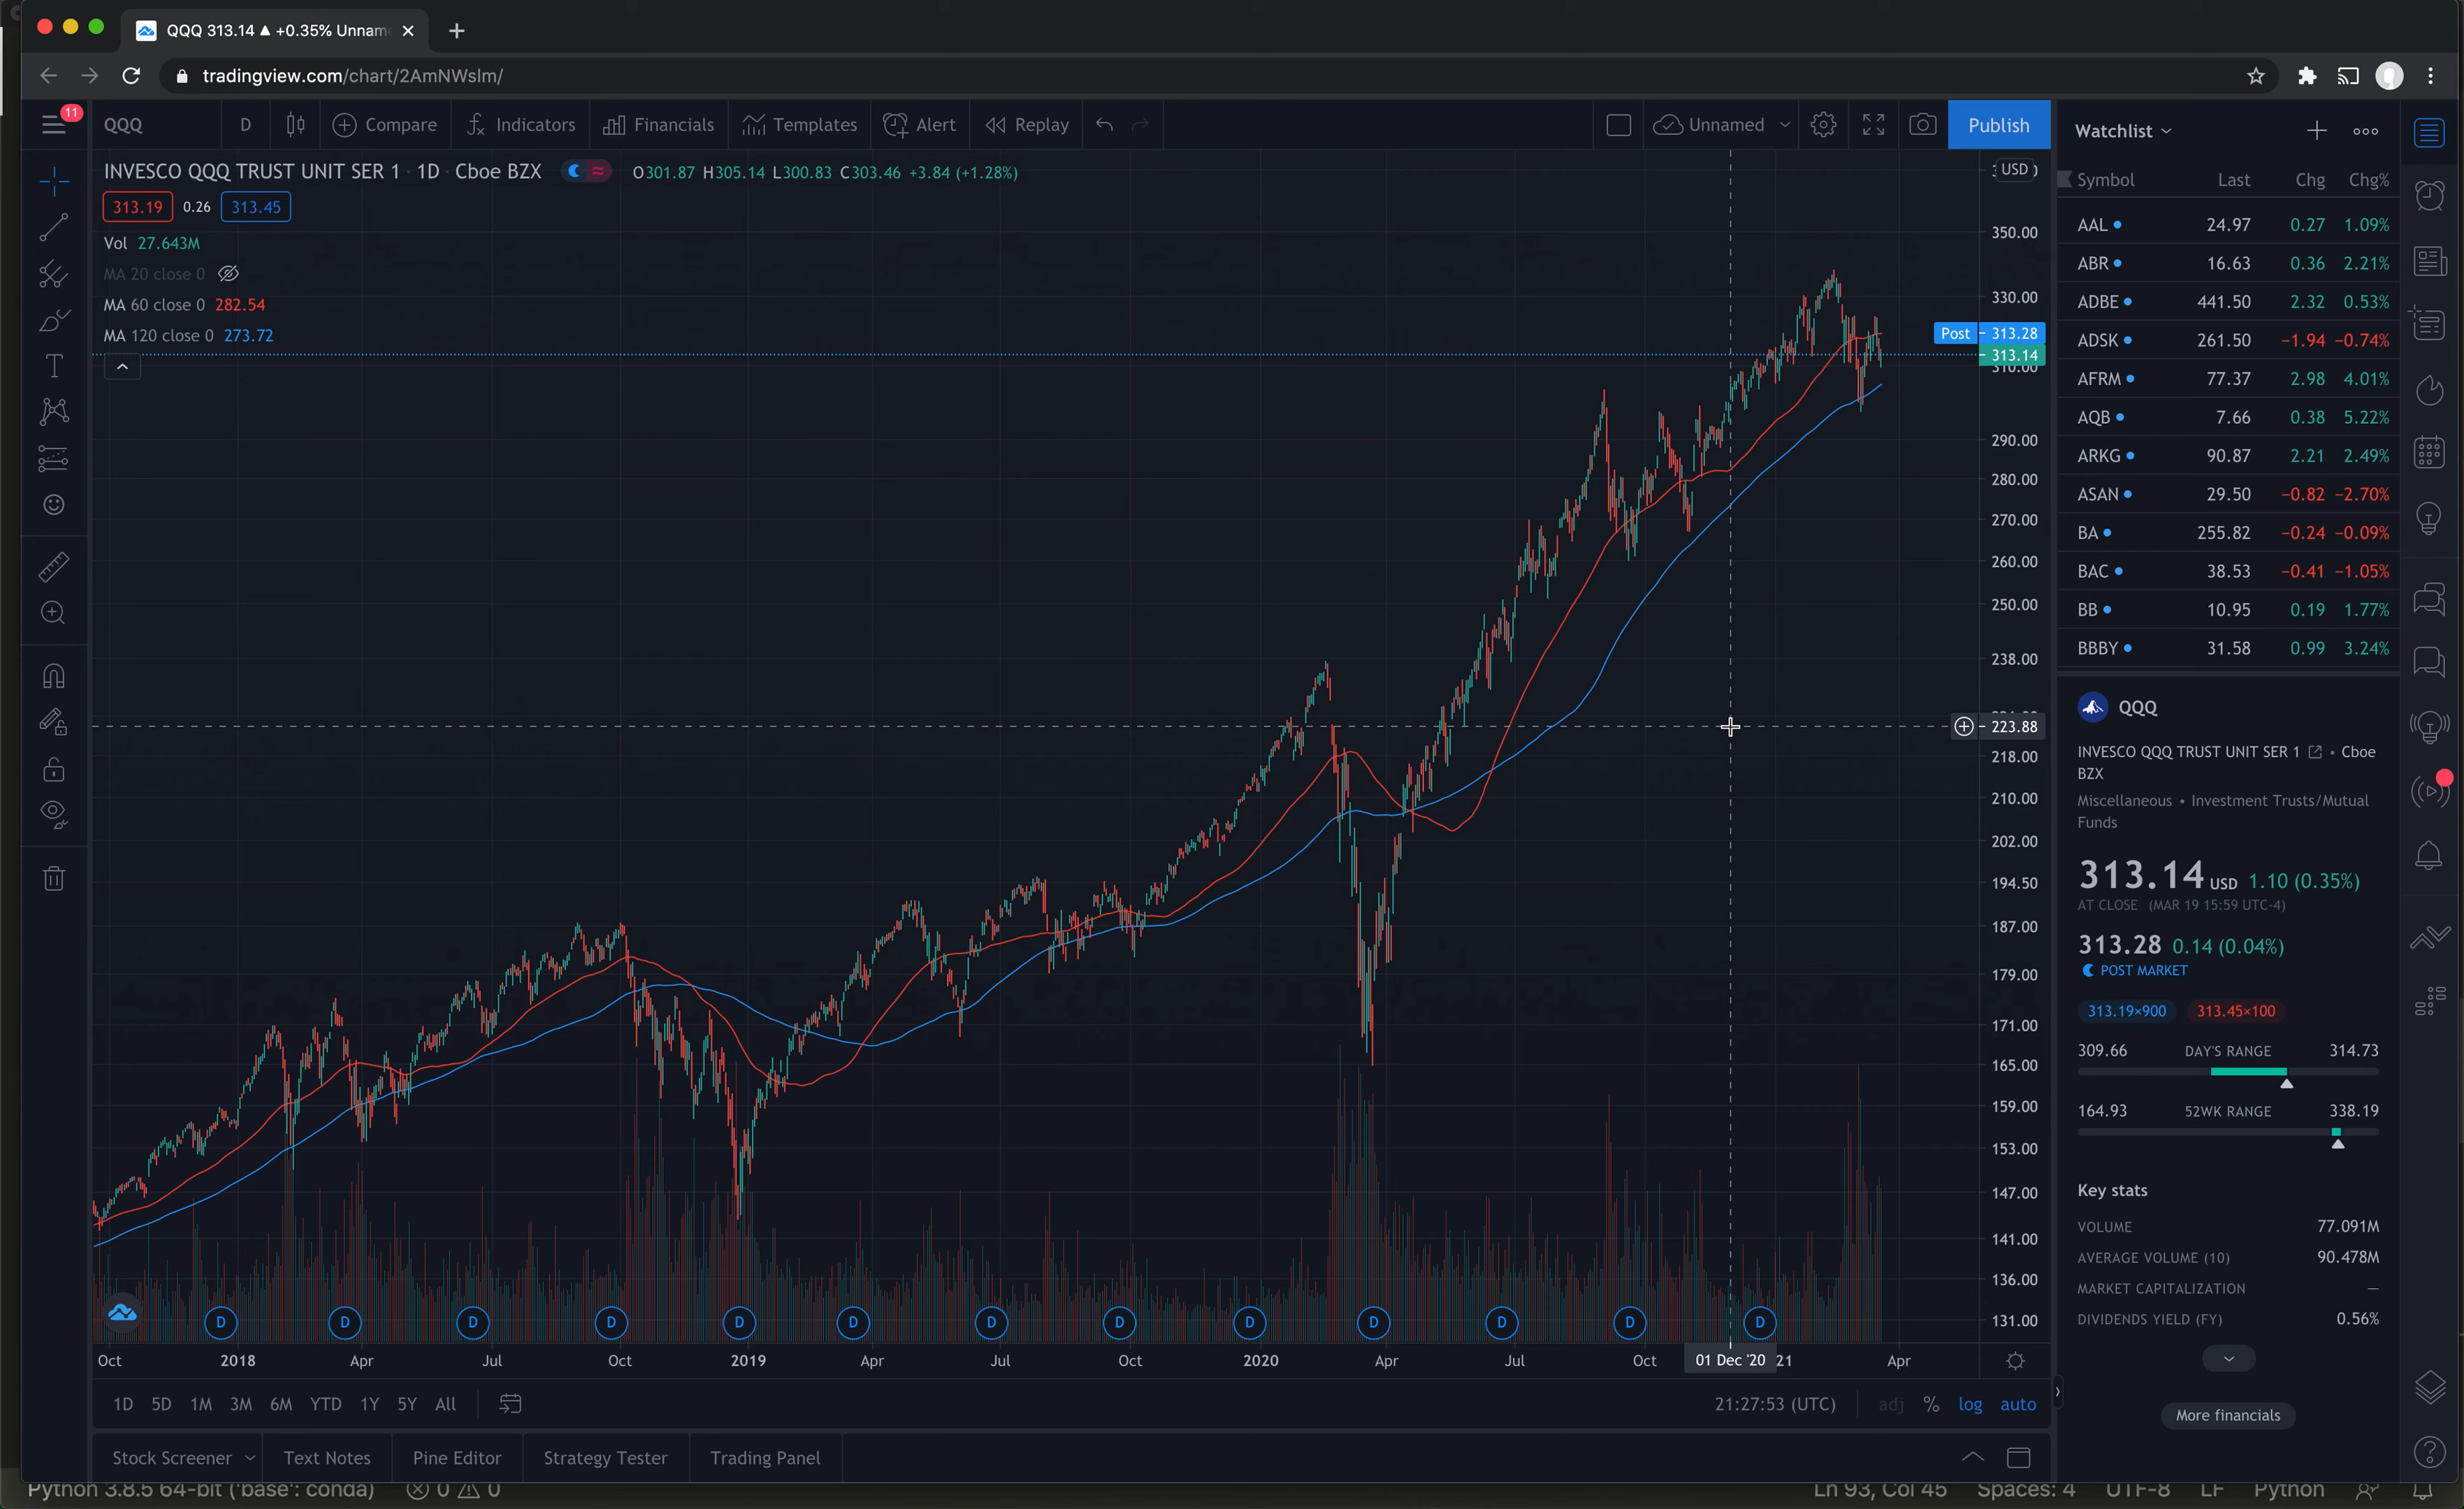 QQQ 313.14 ▲ +0.35% Unnam
tradingview.com/chart/2AmNWslm/
11
QQQ D Compare Indicators Financials Templates Alert Replay Unnamed Publish
INVESCO QQQ TRUST UNIT SER 1 · 1D · Cboe BZX O301.87 H305.14 L300.83 C303.46 +3.84 (+1.28%)
313.19 0.26 313.45
Vol 27.643M
MA 20 close 0
MA 60 close 0 282.54
MA 120 close 0 273.72
USD
350.00
330.00
Post 313.28
313.14
310.00
290.00
280.00
270.00
260.00
250.00
238.00
223.88
218.00
210.00
202.00
194.50
187.00
179.00
171.00
165.00
159.00
153.00
147.00
141.00
136.00
131.00
D D D D D D D D D D D D D
Oct 2018 Apr Jul Oct 2019 Apr Jul Oct 2020 Apr Jul Oct 01 Dec '20 21 Apr
1D 5D 1M 3M 6M YTD 1Y 5Y All 21:27:53 (UTC) adj % log auto
Stock Screener Text Notes Pine Editor Strategy Tester Trading Panel
Watchlist
Symbol Last Chg Chg%
AAL 24.97 0.27 1.09%
ABR 16.63 0.36 2.21%
ADBE 441.50 2.32 0.53%
ADSK 261.50 −1.94 −0.74%
AFRM 77.37 2.98 4.01%
AQB 7.66 0.38 5.22%
ARKG 90.87 2.21 2.49%
ASAN 29.50 −0.82 −2.70%
BA 255.82 −0.24 −0.09%
BAC 38.53 −0.41 −1.05%
BB 10.95 0.19 1.77%
BBBY 31.58 0.99 3.24%
QQQ
INVESCO QQQ TRUST UNIT SER 1 • Cboe
BZX
Miscellaneous • Investment Trusts/Mutual
Funds
313.14 USD 1.10 (0.35%)
AT CLOSE (MAR 19 15:59 UTC-4)
313.28 0.14 (0.04%)
POST MARKET
313.19×900 313.45×100
309.66 DAY'S RANGE 314.73
164.93 52WK RANGE 338.19
Key stats
VOLUME 77.091M
AVERAGE VOLUME (10) 90.478M
MARKET CAPITALIZATION —
DIVIDENDS YIELD (FY) 0.56%
More financials
Python 3.8.5 64-bit ('base': conda) 0 0 Ln 93, Col 45 Spaces: 4 UTF-8 LF Python